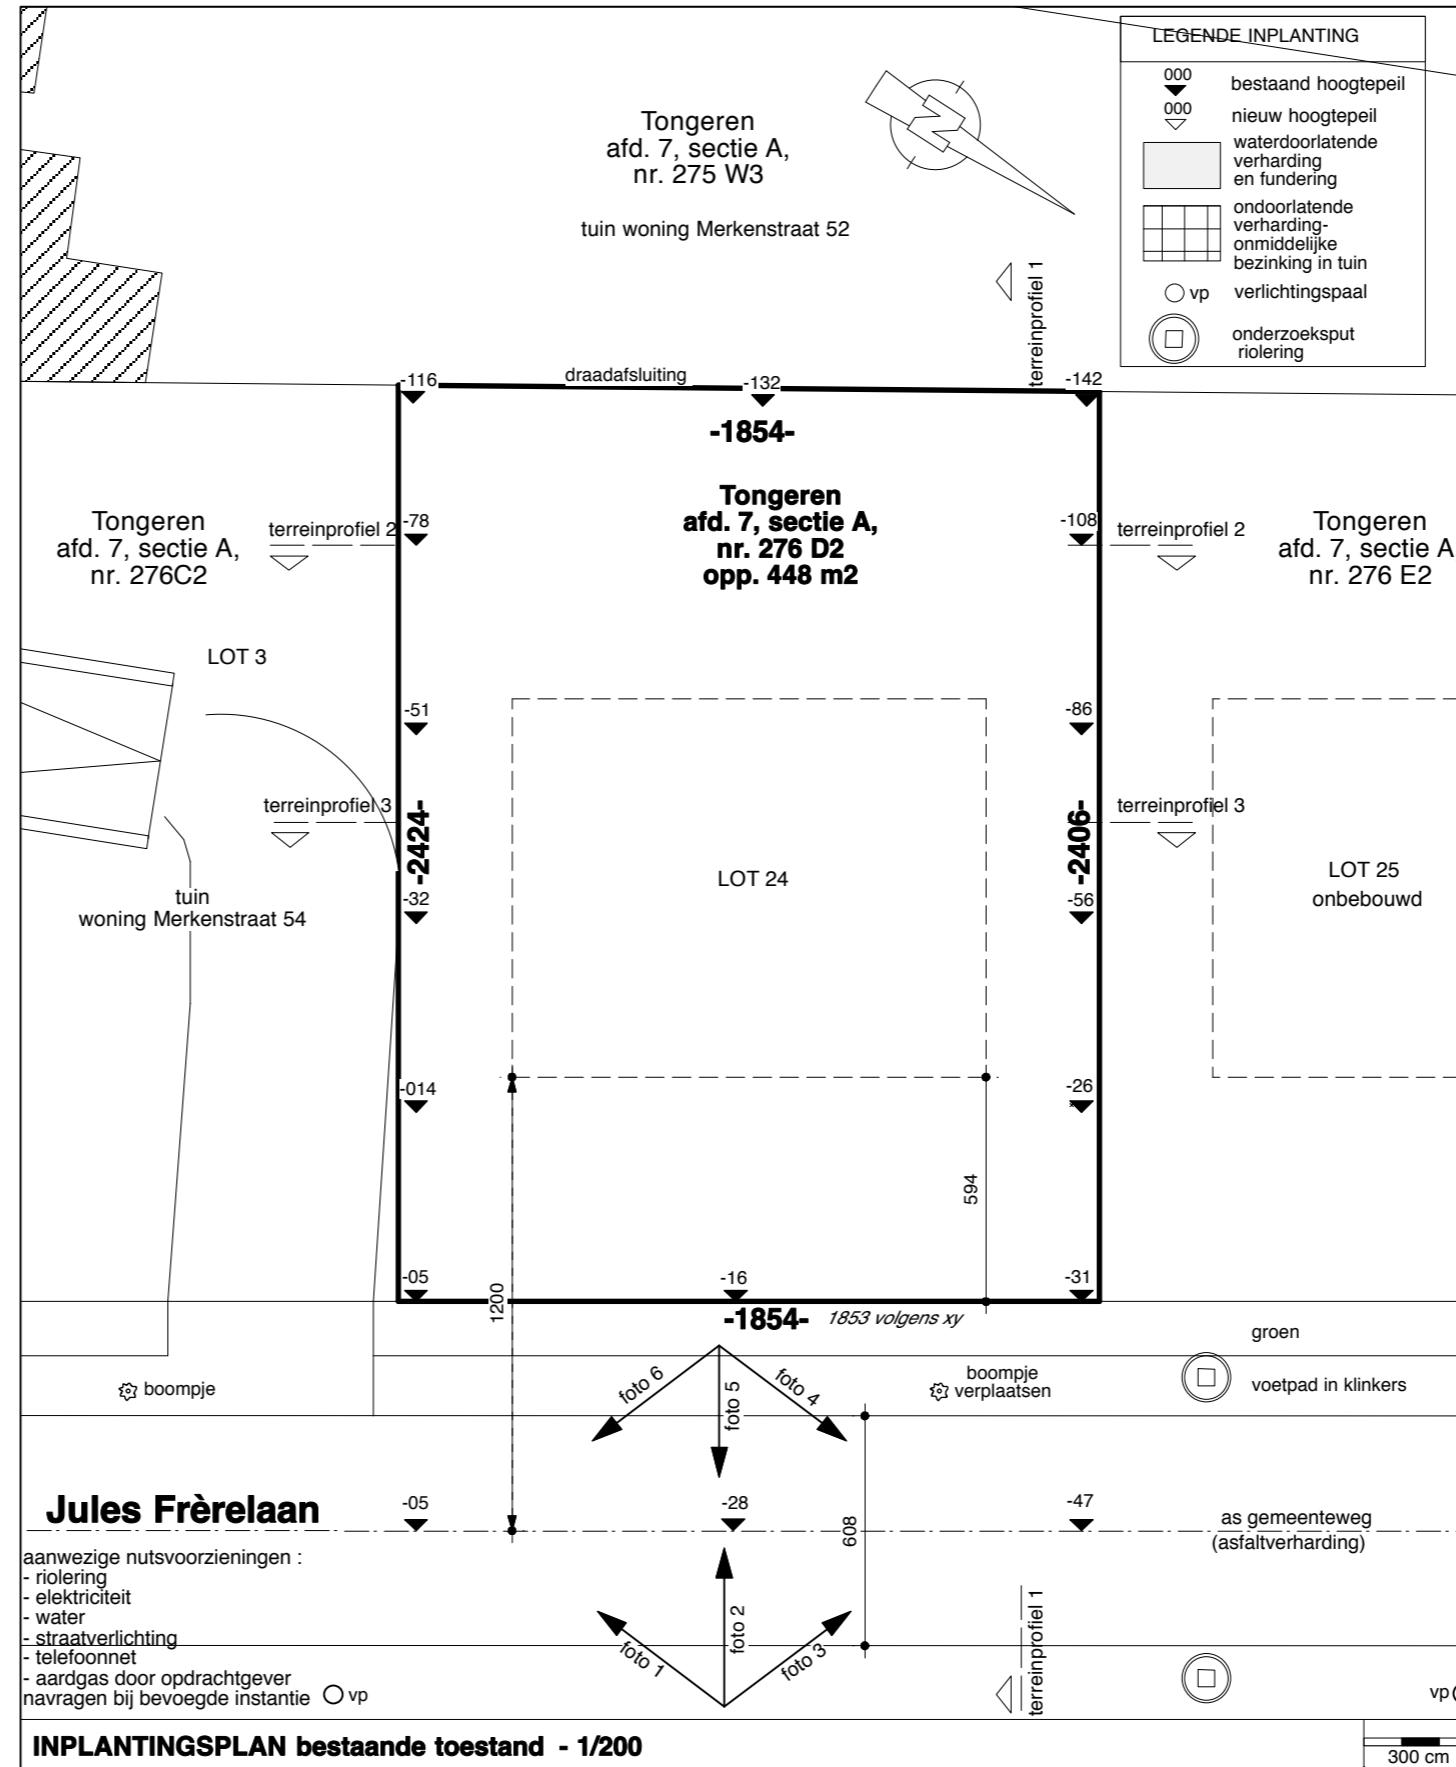 LEGENDE INPLANTING
000
bestaand hoogtepeil
000
nieuw hoogtepeil
waterdoorlatende
verharding
en fundering
ondoorlatende
verharding-
onmiddelijke
bezinking in tuin
vp
verlichtingspaal
onderzoeksput
riolering
Tongeren
afd. 7, sectie A,
nr. 275 W3
tuin woning Merkenstraat 52
N
terreinprofiel 1
-116
draadafsluiting
-132
-142
-1854-
Tongeren
afd. 7, sectie A,
nr. 276C2
terreinprofiel 2
-78
Tongeren
afd. 7, sectie A,
nr. 276 D2
opp. 448 m2
-108
terreinprofiel 2
Tongeren
afd. 7, sectie A
nr. 276 E2
LOT 3
-51
-86
terreinprofiel 3
-2424-
-2406-
terreinprofiel 3
LOT 24
LOT 25
onbebouwd
tuin
woning Merkenstraat 54
-32
-56
-014
-26
594
1200
-05
-16
-31
-1854-
1853 volgens xy
groen
boompje
foto 6
foto 5
foto 4
boompje
verplaatsen
voetpad in klinkers
Jules Frèrelaan
-05
-28
-47
608
as gemeenteweg
(asfaltverharding)
aanwezige nutsvoorzieningen :
- riolering
- elektriciteit
- water
- straatverlichting
- telefoonnet
- aardgas door opdrachtgever
navragen bij bevoegde instantie
vp
foto 1
foto 2
foto 3
terreinprofiel 1
vp
INPLANTINGSPLAN bestaande toestand - 1/200
300 cm